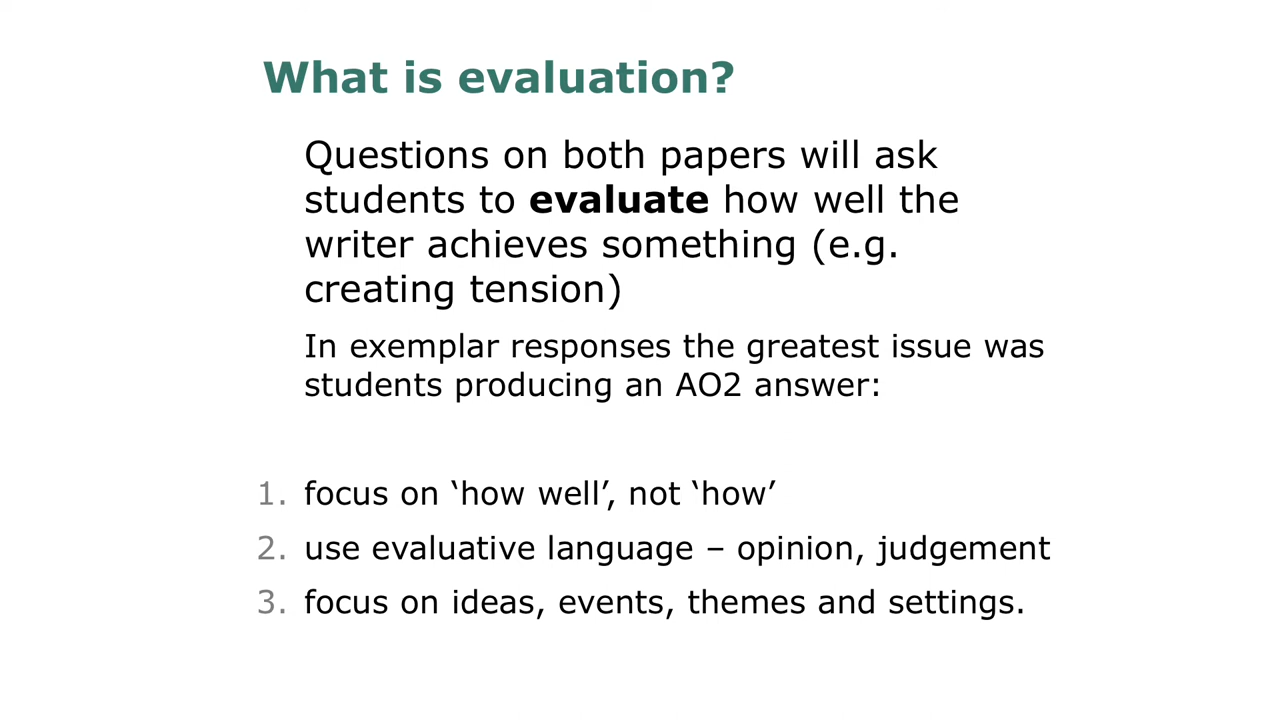 What is evaluation?
Questions on both papers will ask
students to evaluate how well the
writer achieves something (e.g.
creating tension)
In exemplar responses the greatest issue was
students producing an AO2 answer:
1. focus on ‘how well’, not ‘how’
2. use evaluative language – opinion, judgement
3. focus on ideas, events, themes and settings.